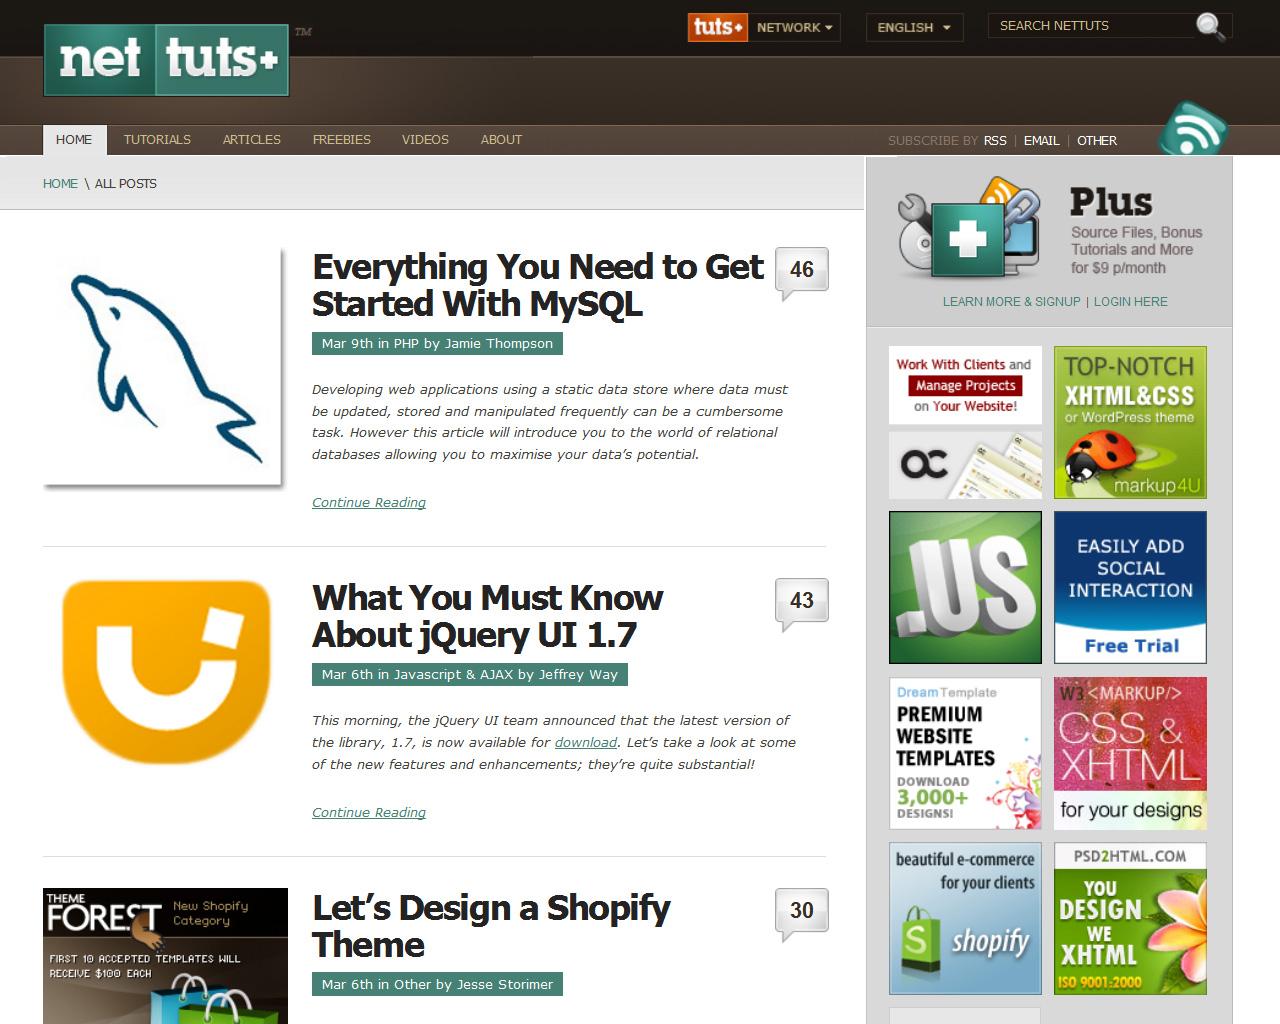 net tuts+ ™
tuts+ NETWORK
ENGLISH
SEARCH NETTUTS
HOME TUTORIALS ARTICLES FREEBIES VIDEOS ABOUT
SUBSCRIBE BY RSS | EMAIL | OTHER
HOME \ ALL POSTS
Everything You Need to Get
Started With MySQL
46
Mar 9th in PHP by Jamie Thompson
Developing web applications using a static data store where data must
be updated, stored and manipulated frequently can be a cumbersome
task. However this article will introduce you to the world of relational
databases allowing you to maximise your data’s potential.
Continue Reading
What You Must Know
About jQuery UI 1.7
43
Mar 6th in Javascript & AJAX by Jeffrey Way
This morning, the jQuery UI team announced that the latest version of
the library, 1.7, is now available for download. Let’s take a look at some
of the new features and enhancements; they’re quite substantial!
Continue Reading
THEME
FOREST
New Shopify
Category
FIRST 10 ACCEPTED TEMPLATES WILL
RECEIVE $100 EACH
Let’s Design a Shopify
Theme
30
Mar 6th in Other by Jesse Storimer
Plus
Source Files, Bonus
Tutorials and More
for $9 p/month
LEARN MORE & SIGNUP | LOGIN HERE
Work With Clients and
Manage Projects
on Your Website!
OC
TOP-NOTCH
XHTML&CSS
or WordPress theme
markup4U
.US
EASILY ADD
SOCIAL
INTERACTION
Free Trial
DreamTemplate
PREMIUM
WEBSITE
TEMPLATES
DOWNLOAD
3,000+
DESIGNS!
W3 <MARKUP/>
CSS &
XHTML
for your designs
beautiful e-commerce
for your clients
S shopify
PSD2HTML.COM
YOU
DESIGN
WE
XHTML
ISO 9001:2000